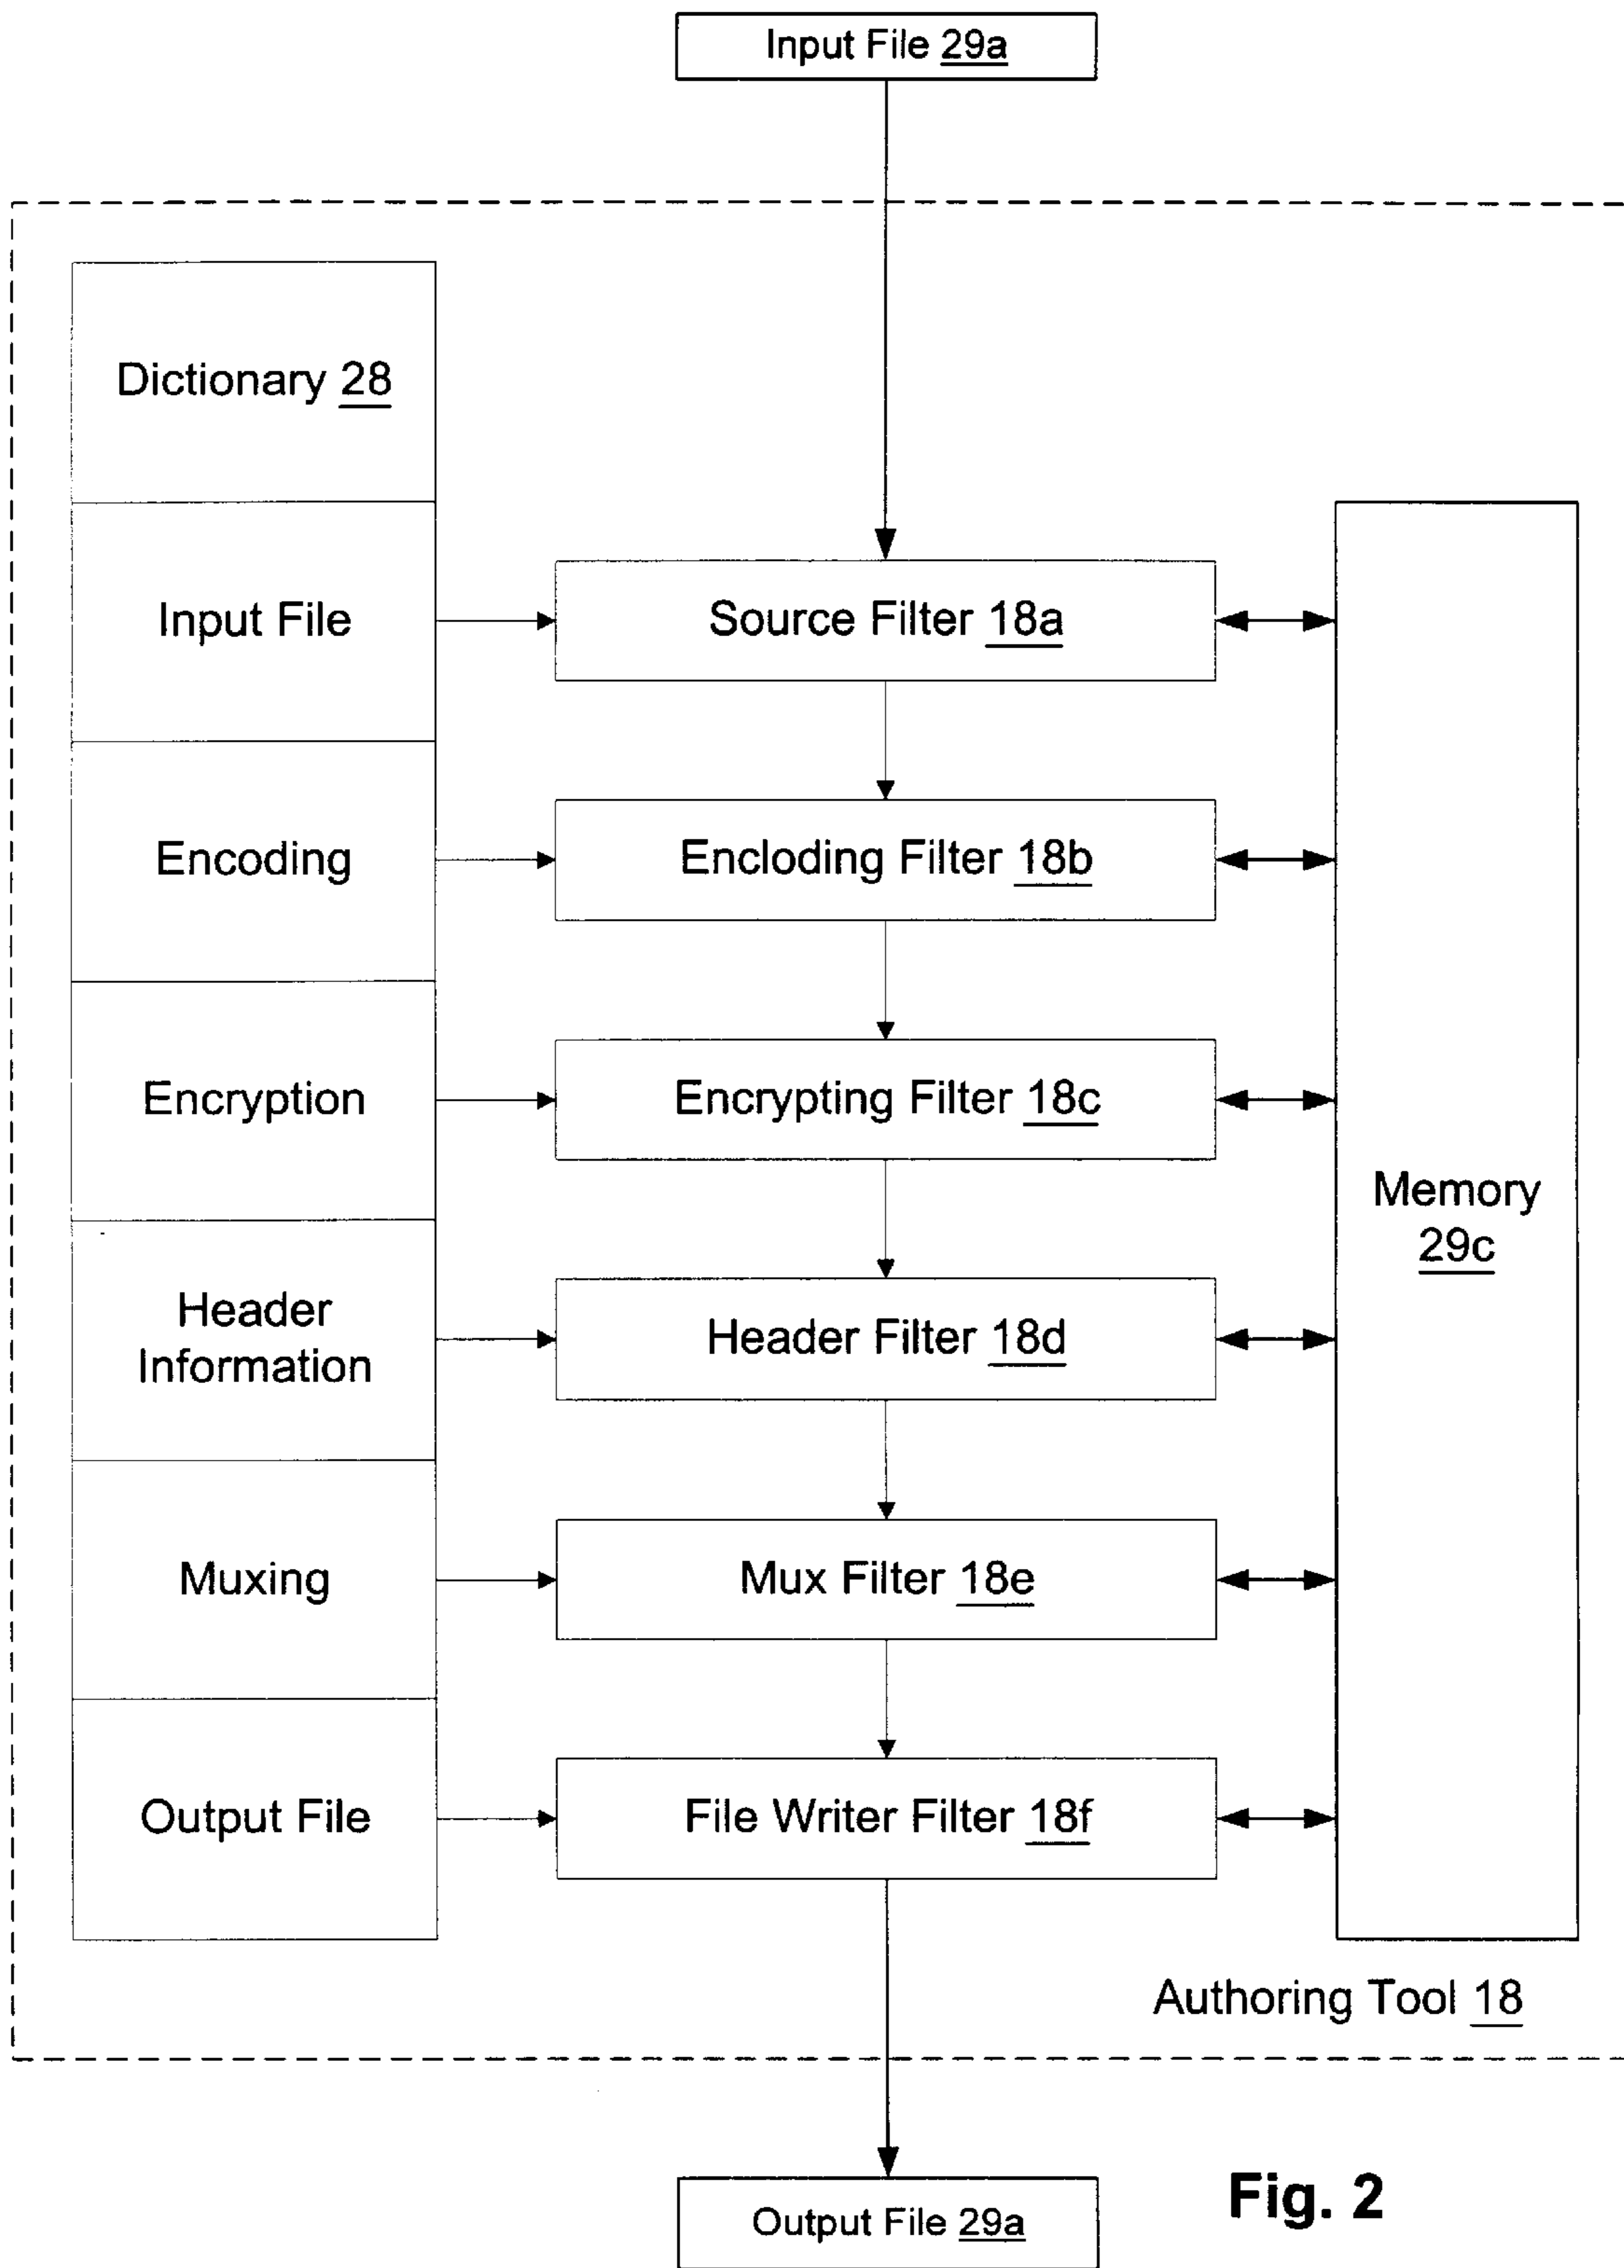 Input File 29a
Dictionary 28
Input File
Source Filter 18a
Encoding
Encloding Filter 18b
Encryption
Encrypting Filter 18c
Memory
29c
Header
Information
Header Filter 18d
Muxing
Mux Filter 18e
Output File
File Writer Filter 18f
Authoring Tool 18
Output File 29a
Fig. 2